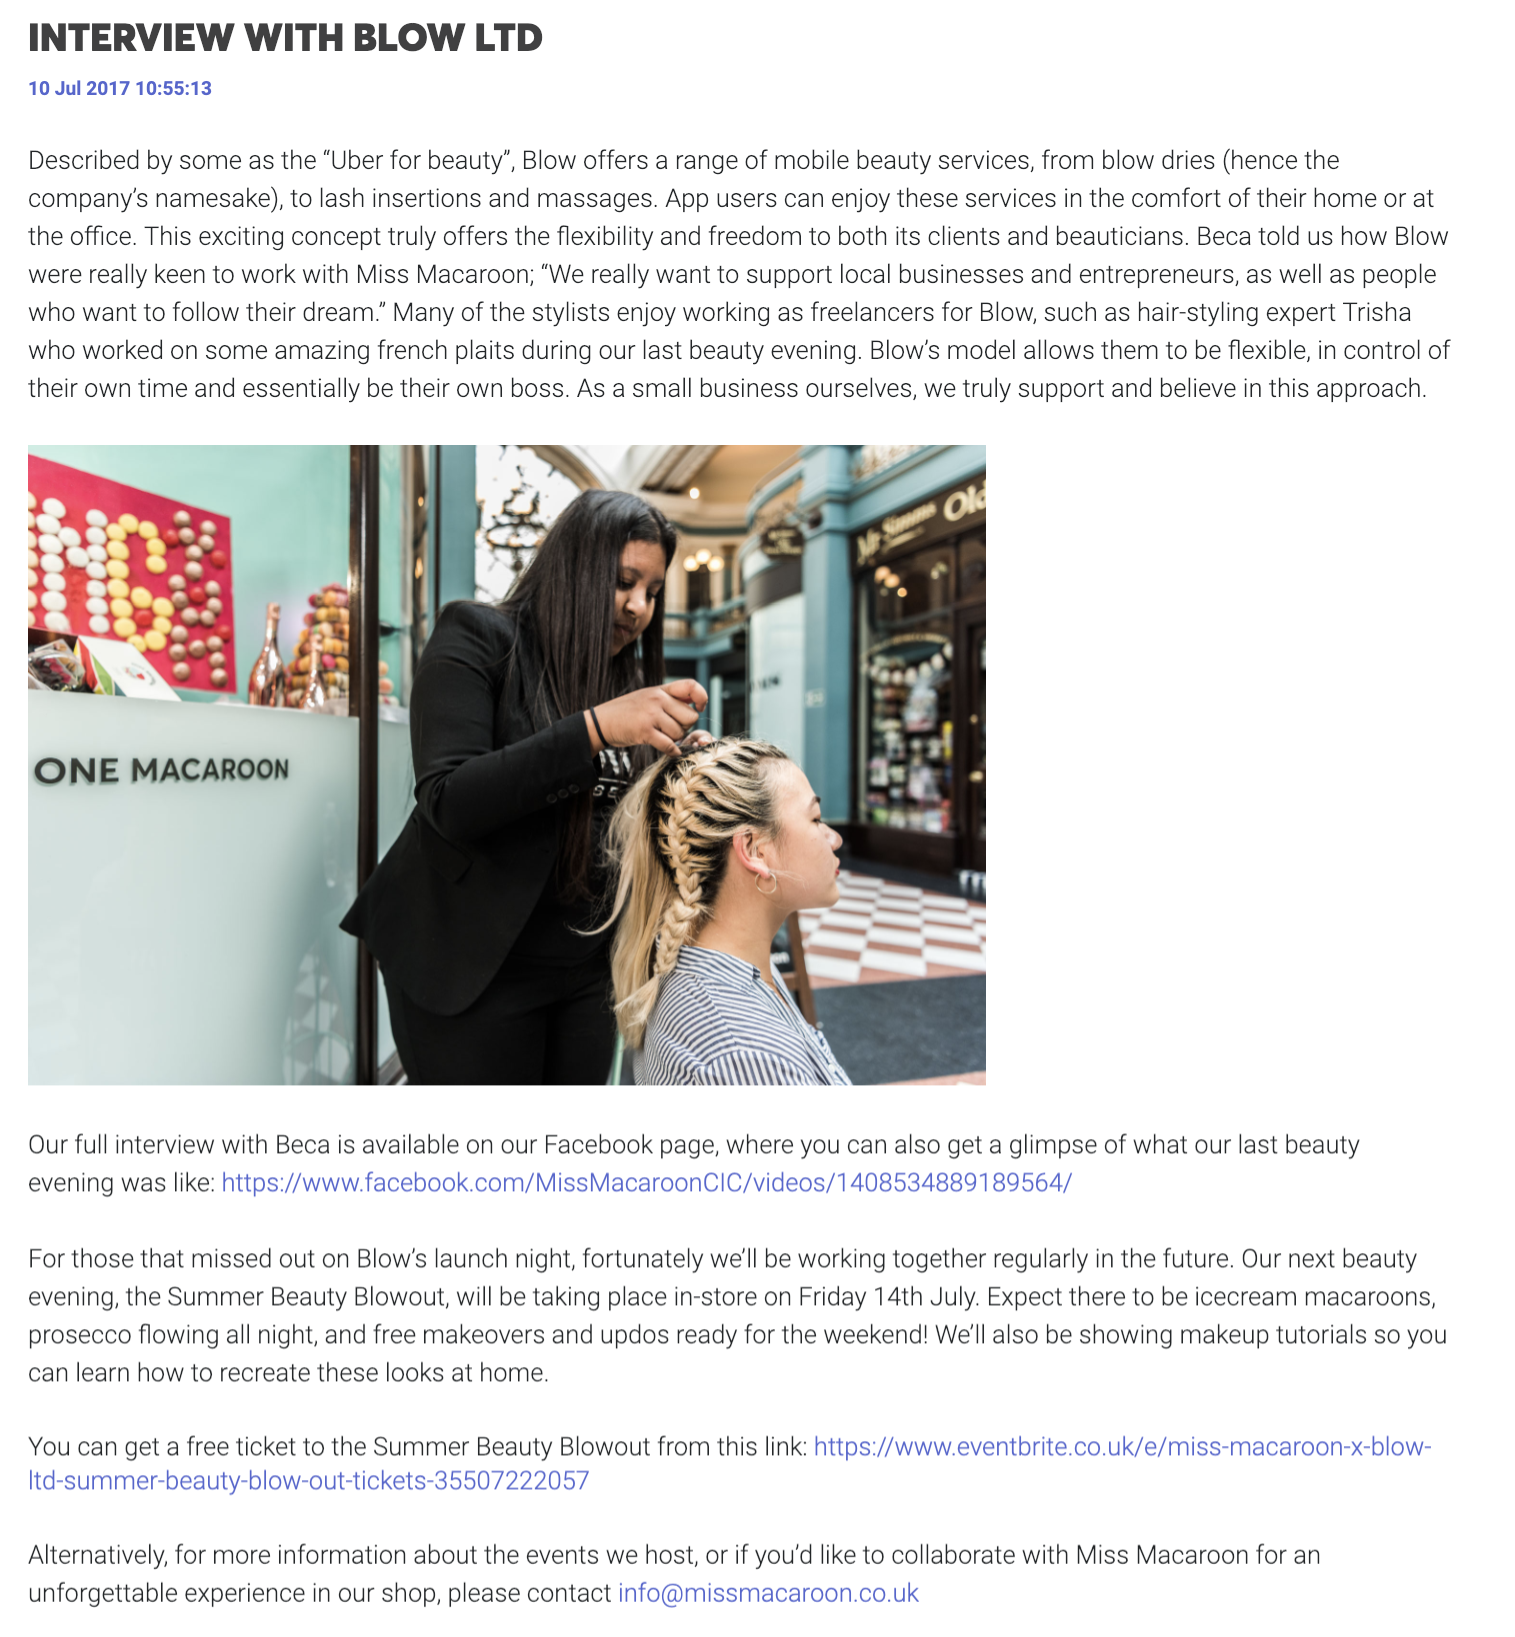 INTERVIEW WITH BLOW LTD
10 Jul 2017 10:55:13
Described by some as the “Uber for beauty”, Blow offers a range of mobile beauty services, from blow dries (hence the
company’s namesake), to lash insertions and massages. App users can enjoy these services in the comfort of their home or at
the office. This exciting concept truly offers the flexibility and freedom to both its clients and beauticians. Beca told us how Blow
were really keen to work with Miss Macaroon; “We really want to support local businesses and entrepreneurs, as well as people
who want to follow their dream.” Many of the stylists enjoy working as freelancers for Blow, such as hair-styling expert Trisha
who worked on some amazing french plaits during our last beauty evening. Blow’s model allows them to be flexible, in control of
their own time and essentially be their own boss. As a small business ourselves, we truly support and believe in this approach.
Mr Simms Old
ONE MACAROON
Our full interview with Beca is available on our Facebook page, where you can also get a glimpse of what our last beauty
evening was like: https://www.facebook.com/MissMacaroonCIC/videos/1408534889189564/
For those that missed out on Blow’s launch night, fortunately we’ll be working together regularly in the future. Our next beauty
evening, the Summer Beauty Blowout, will be taking place in-store on Friday 14th July. Expect there to be icecream macaroons,
prosecco flowing all night, and free makeovers and updos ready for the weekend! We’ll also be showing makeup tutorials so you
can learn how to recreate these looks at home.
You can get a free ticket to the Summer Beauty Blowout from this link: https://www.eventbrite.co.uk/e/miss-macaroon-x-blow-
ltd-summer-beauty-blow-out-tickets-35507222057
Alternatively, for more information about the events we host, or if you’d like to collaborate with Miss Macaroon for an
unforgettable experience in our shop, please contact info@missmacaroon.co.uk